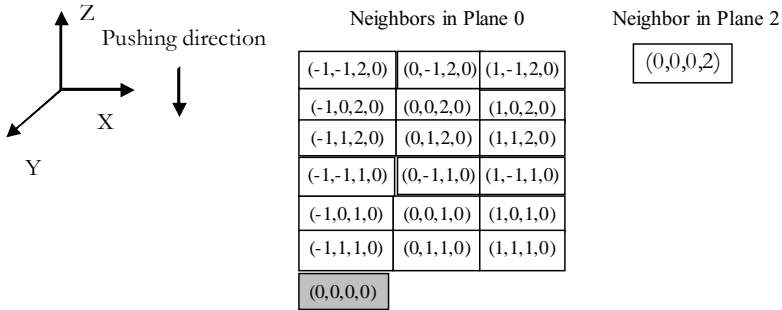 Z
Pushing direction
X
Y
Neighbors in Plane 0
(-1,-1,2,0) (0,-1,2,0) (1,-1,2,0)
(-1,0,2,0) (0,0,2,0) (1,0,2,0)
(-1,1,2,0) (0,1,2,0) (1,1,2,0)
(-1,-1,1,0) (0,-1,1,0) (1,-1,1,0)
(-1,0,1,0) (0,0,1,0) (1,0,1,0)
(-1,1,1,0) (0,1,1,0) (1,1,1,0)
(0,0,0,0)
Neighbor in Plane 2
(0,0,0,2)